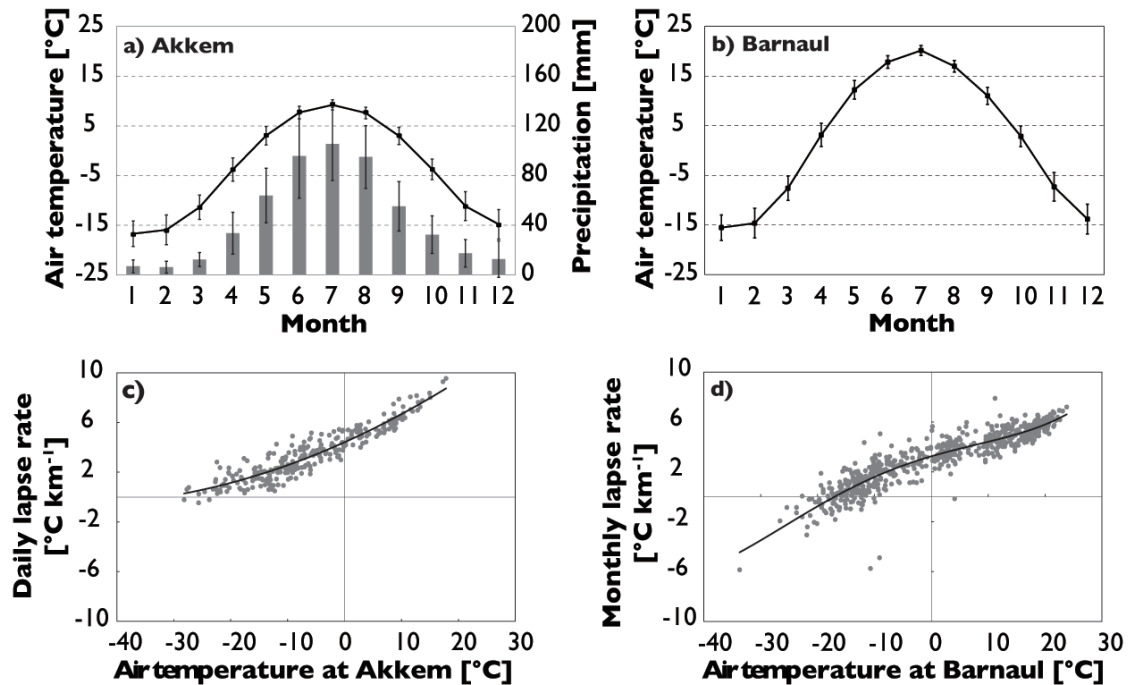 a) Akkem
Air temperature [°C]
25
15
5
-5
-15
-25
Precipitation [mm]
200
160
120
80
40
0
1 2 3 4 5 6 7 8 9 10 11 12
Month
b) Barnaul
Air temperature [°C]
25
15
5
-5
-15
-25
1 2 3 4 5 6 7 8 9 10 11 12
Month
c)
Daily lapse rate
[°C km⁻¹]
10
6
2
-2
-6
-10
-40 -30 -20 -10 0 10 20 30
Air temperature at Akkem [°C]
d)
Monthly lapse rate
[°C km⁻¹]
10
6
2
-2
-6
-10
-40 -30 -20 -10 0 10 20 30
Air temperature at Barnaul [°C]